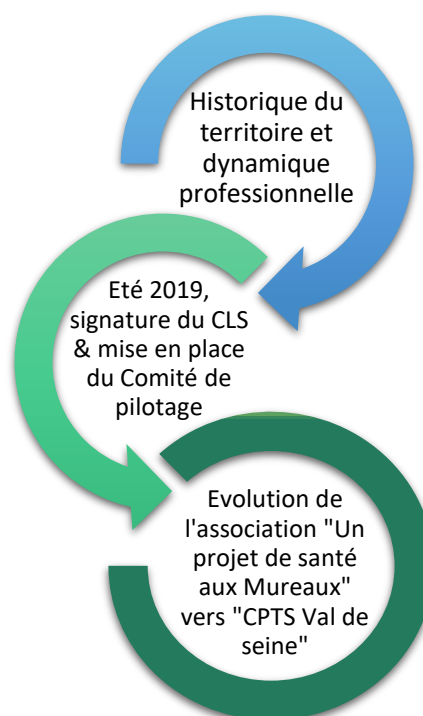 Historique du
territoire et
dynamique
professionnelle
Eté 2019,
signature du CLS
& mise en place
du Comité de
pilotage
Evolution de
l'association "Un
projet de santé
aux Mureaux"
vers "CPTS Val de
seine"